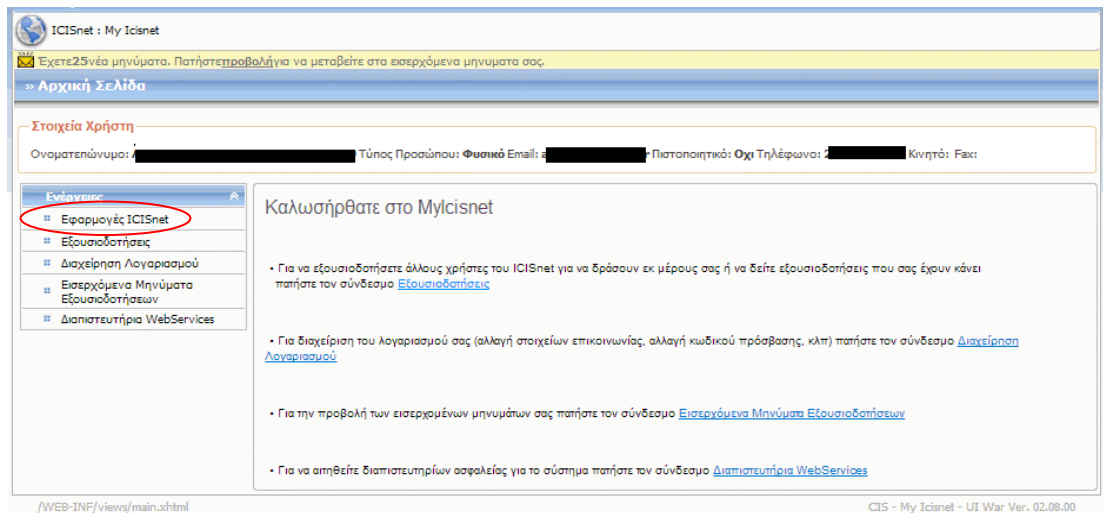 ICISnet : My Icisnet
Έχετε25νέα μηνύματα. Πατήστεπροβολήγια να μεταβείτε στα εισερχόμενα μηνυματα σας.
» Αρχική Σελίδα
Στοιχεία Χρήστη
Ονοματεπώνυμο: Τύπος Προσώπου: Φυσικό Email: a Πιστοποιητικό: Οχι Τηλέφωνο: 2 Κινητό: Fax:
Ενέργειες
Εφαρμογές ICISnet
Εξουσιοδοτήσεις
Διαχείρηση Λογαριασμού
Εισερχόμενα Μηνύματα
Εξουσιοδοτήσεων
Διαπιστευτήρια WebServices
Καλωσήρθατε στο MyIcisnet
• Για να εξουσιοδοτήσετε άλλους χρήστες του ICISnet για να δράσουν εκ μέρους σας ή να δείτε εξουσιοδοτήσεις που σας έχουν κάνει
πατήστε τον σύνδεσμο Εξουσιοδοτήσεις
• Για διαχείριση του λογαριασμού σας (αλλαγή στοιχείων επικοινωνίας, αλλαγή κωδικού πρόσβασης, κλπ) πατήστε τον σύνδεσμο Διαχείρηση
Λογαριασμού
• Για την προβολή των εισερχομένων μηνυμάτων σας πατήστε τον σύνδεσμο Εισερχόμενα Μηνύματα Εξουσιοδοτήσεων
• Για να αιτηθείτε διαπιστευτηρίων ασφαλείας για το σύστημα πατήστε τον σύνδεσμο Διαπιστευτήρια WebServices
/WEB-INF/views/main.xhtml
CIS - My Icisnet - UI War Ver. 02.08.00